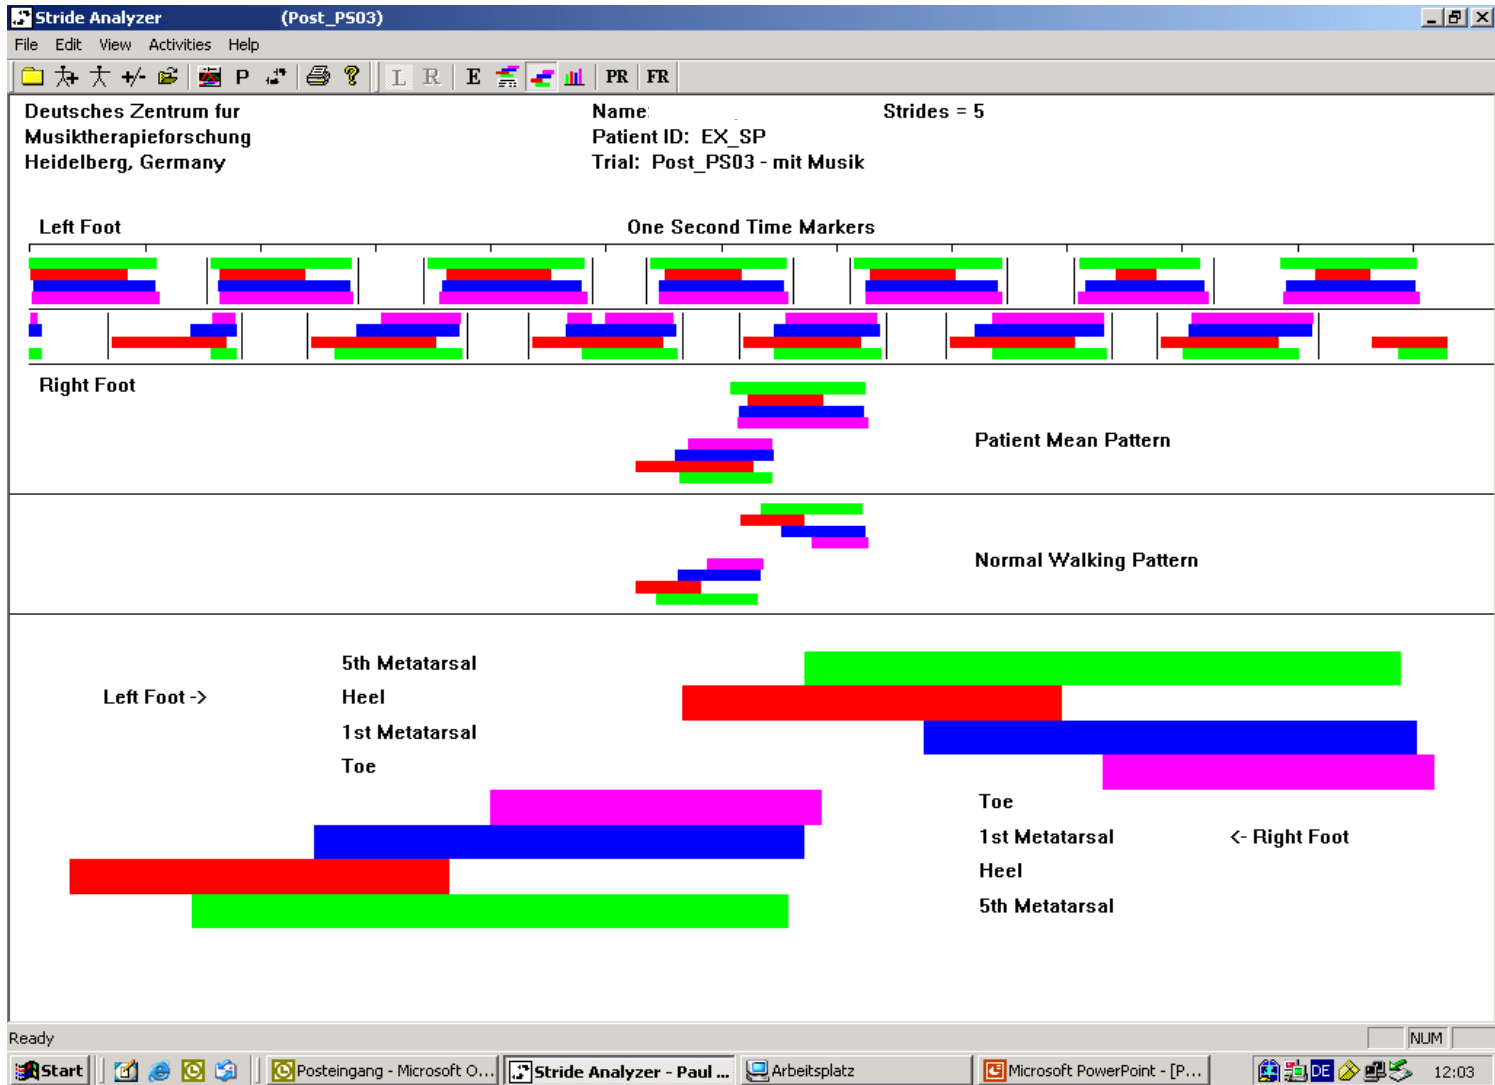 Stride Analyzer (Post_PS03)
File Edit View Activities Help
P L R E PR FR
Deutsches Zentrum fur
Musiktherapieforschung
Heidelberg, Germany
Name:
Patient ID: EX_SP
Trial: Post_PS03 - mit Musik
Strides = 5
Left Foot
One Second Time Markers
Right Foot
Patient Mean Pattern
Normal Walking Pattern
5th Metatarsal
Left Foot -> Heel
1st Metatarsal
Toe
Toe
1st Metatarsal <- Right Foot
Heel
5th Metatarsal
Ready
NUM
Start
Posteingang - Microsoft O...
Stride Analyzer - Paul ...
Arbeitsplatz
Microsoft PowerPoint - [P...
DE
12:03